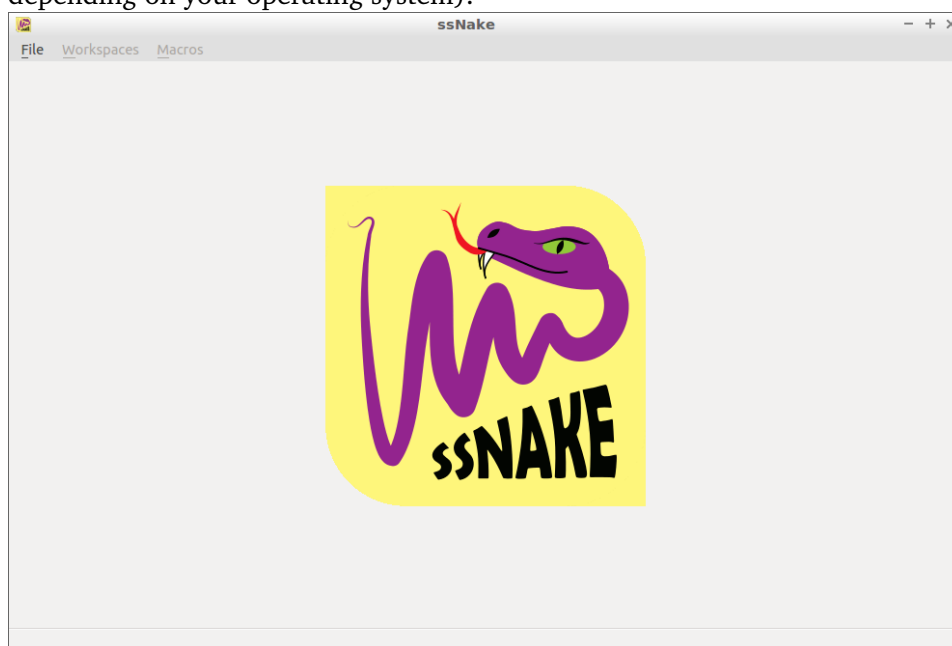 depending on your operating system):
ssNake
File Workspaces Macros
ssNAKE